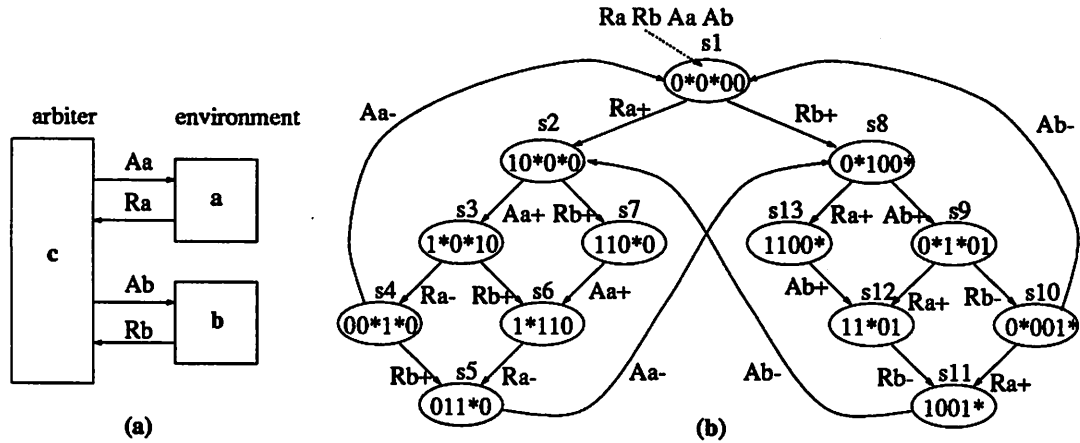 Ra Rb Aa Ab
s1
0*0*00
Aa-
Ra+
Rb+
Ab-
arbiter
environment
s2
10*0*0
s8
0*100*
Aa
Ra
a
s3
Aa+
Rb+
s7
s13
Ra+
Ab+
s9
1*0*10
110*0
1100*
0*1*01
c
Ab
Rb
b
s4
Ra-
Rb+
s6
Aa+
Ab+
s12
Ra+
Rb-
s10
00*1*0
1*110
11*01
0*001*
Rb+
s5
Ra-
Aa-
Ab-
Rb-
s11
Ra+
011*0
1001*
(a)
(b)